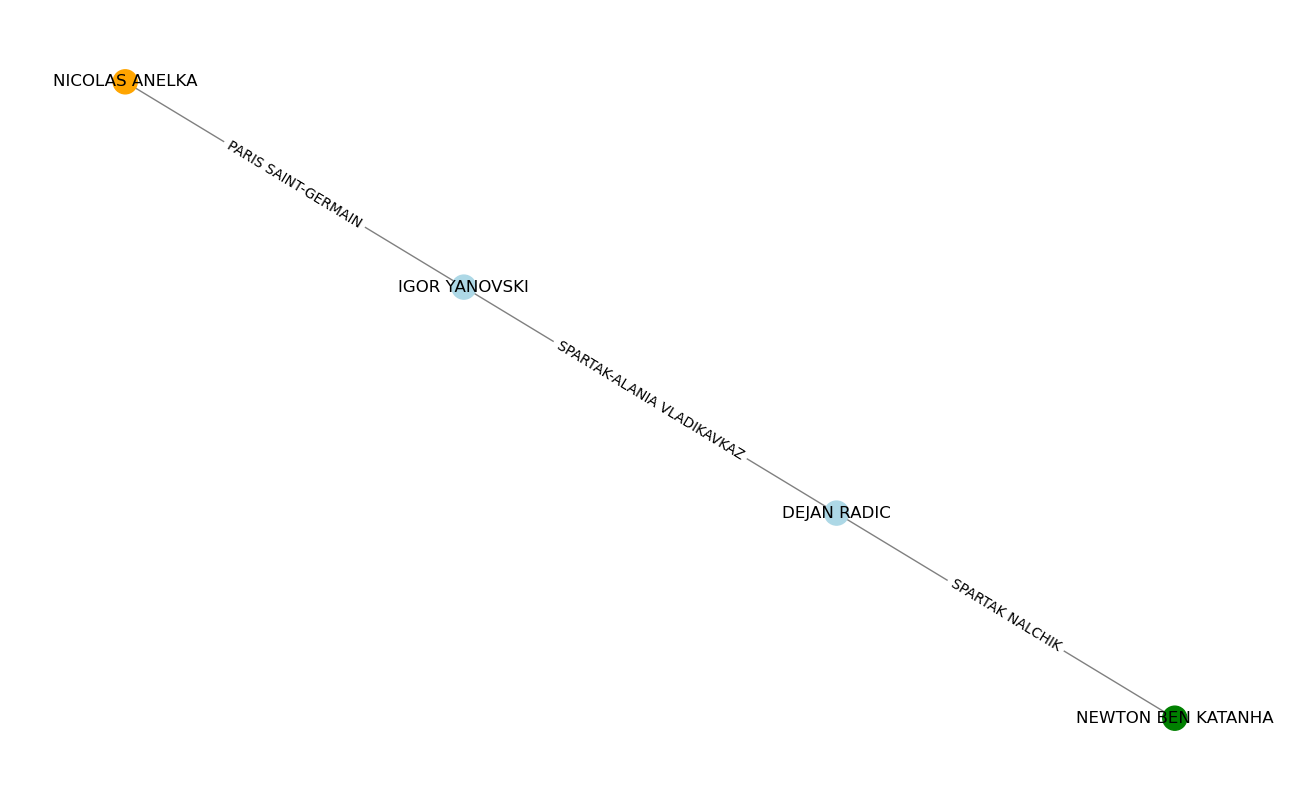 NICOLAS ANELKA
PARIS SAINT-GERMAIN
IGOR YANOVSKI
SPARTAK-ALANIA VLADIKAVKAZ
DEJAN RADIC
SPARTAK NALCHIK
NEWTON BEN KATANHA